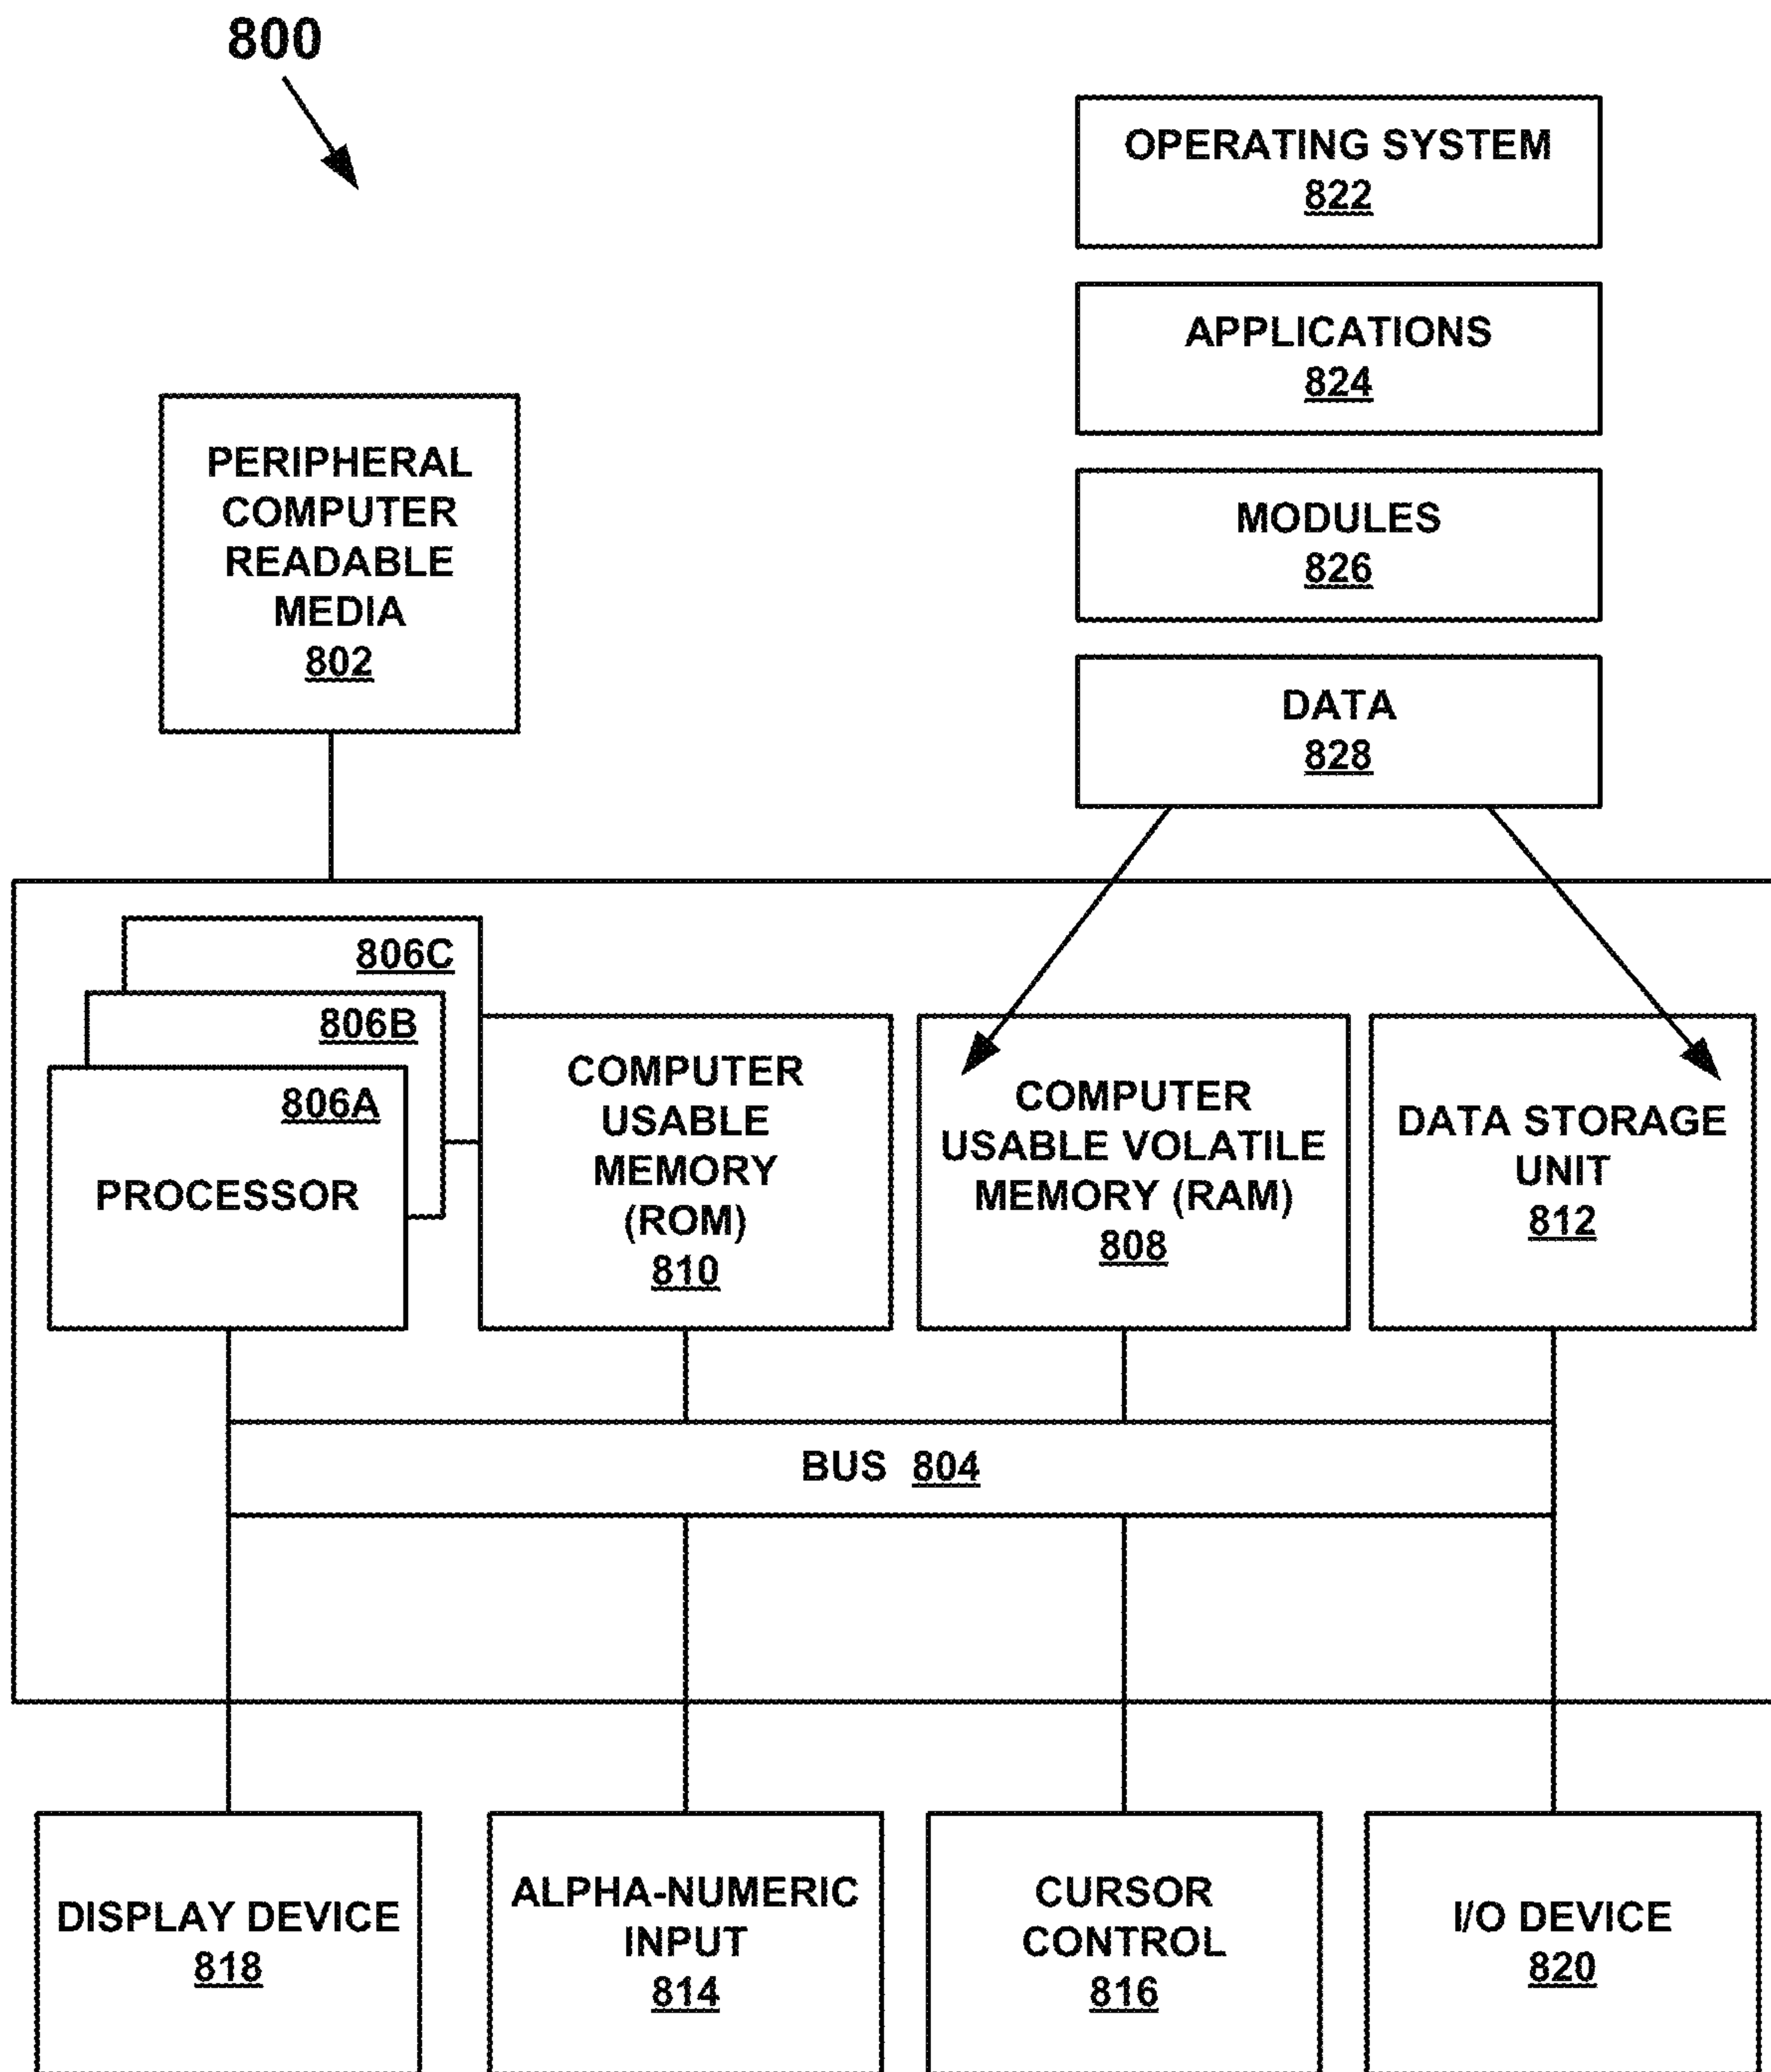 800
OPERATING SYSTEM
822
APPLICATIONS
824
MODULES
826
DATA
828
PERIPHERAL
COMPUTER
READABLE
MEDIA
802
806C
806B
806A
PROCESSOR
COMPUTER
USABLE
MEMORY
(ROM)
810
COMPUTER
USABLE VOLATILE
MEMORY (RAM)
808
DATA STORAGE
UNIT
812
BUS 804
DISPLAY DEVICE
818
ALPHA-NUMERIC
INPUT
814
CURSOR
CONTROL
816
I/O DEVICE
820